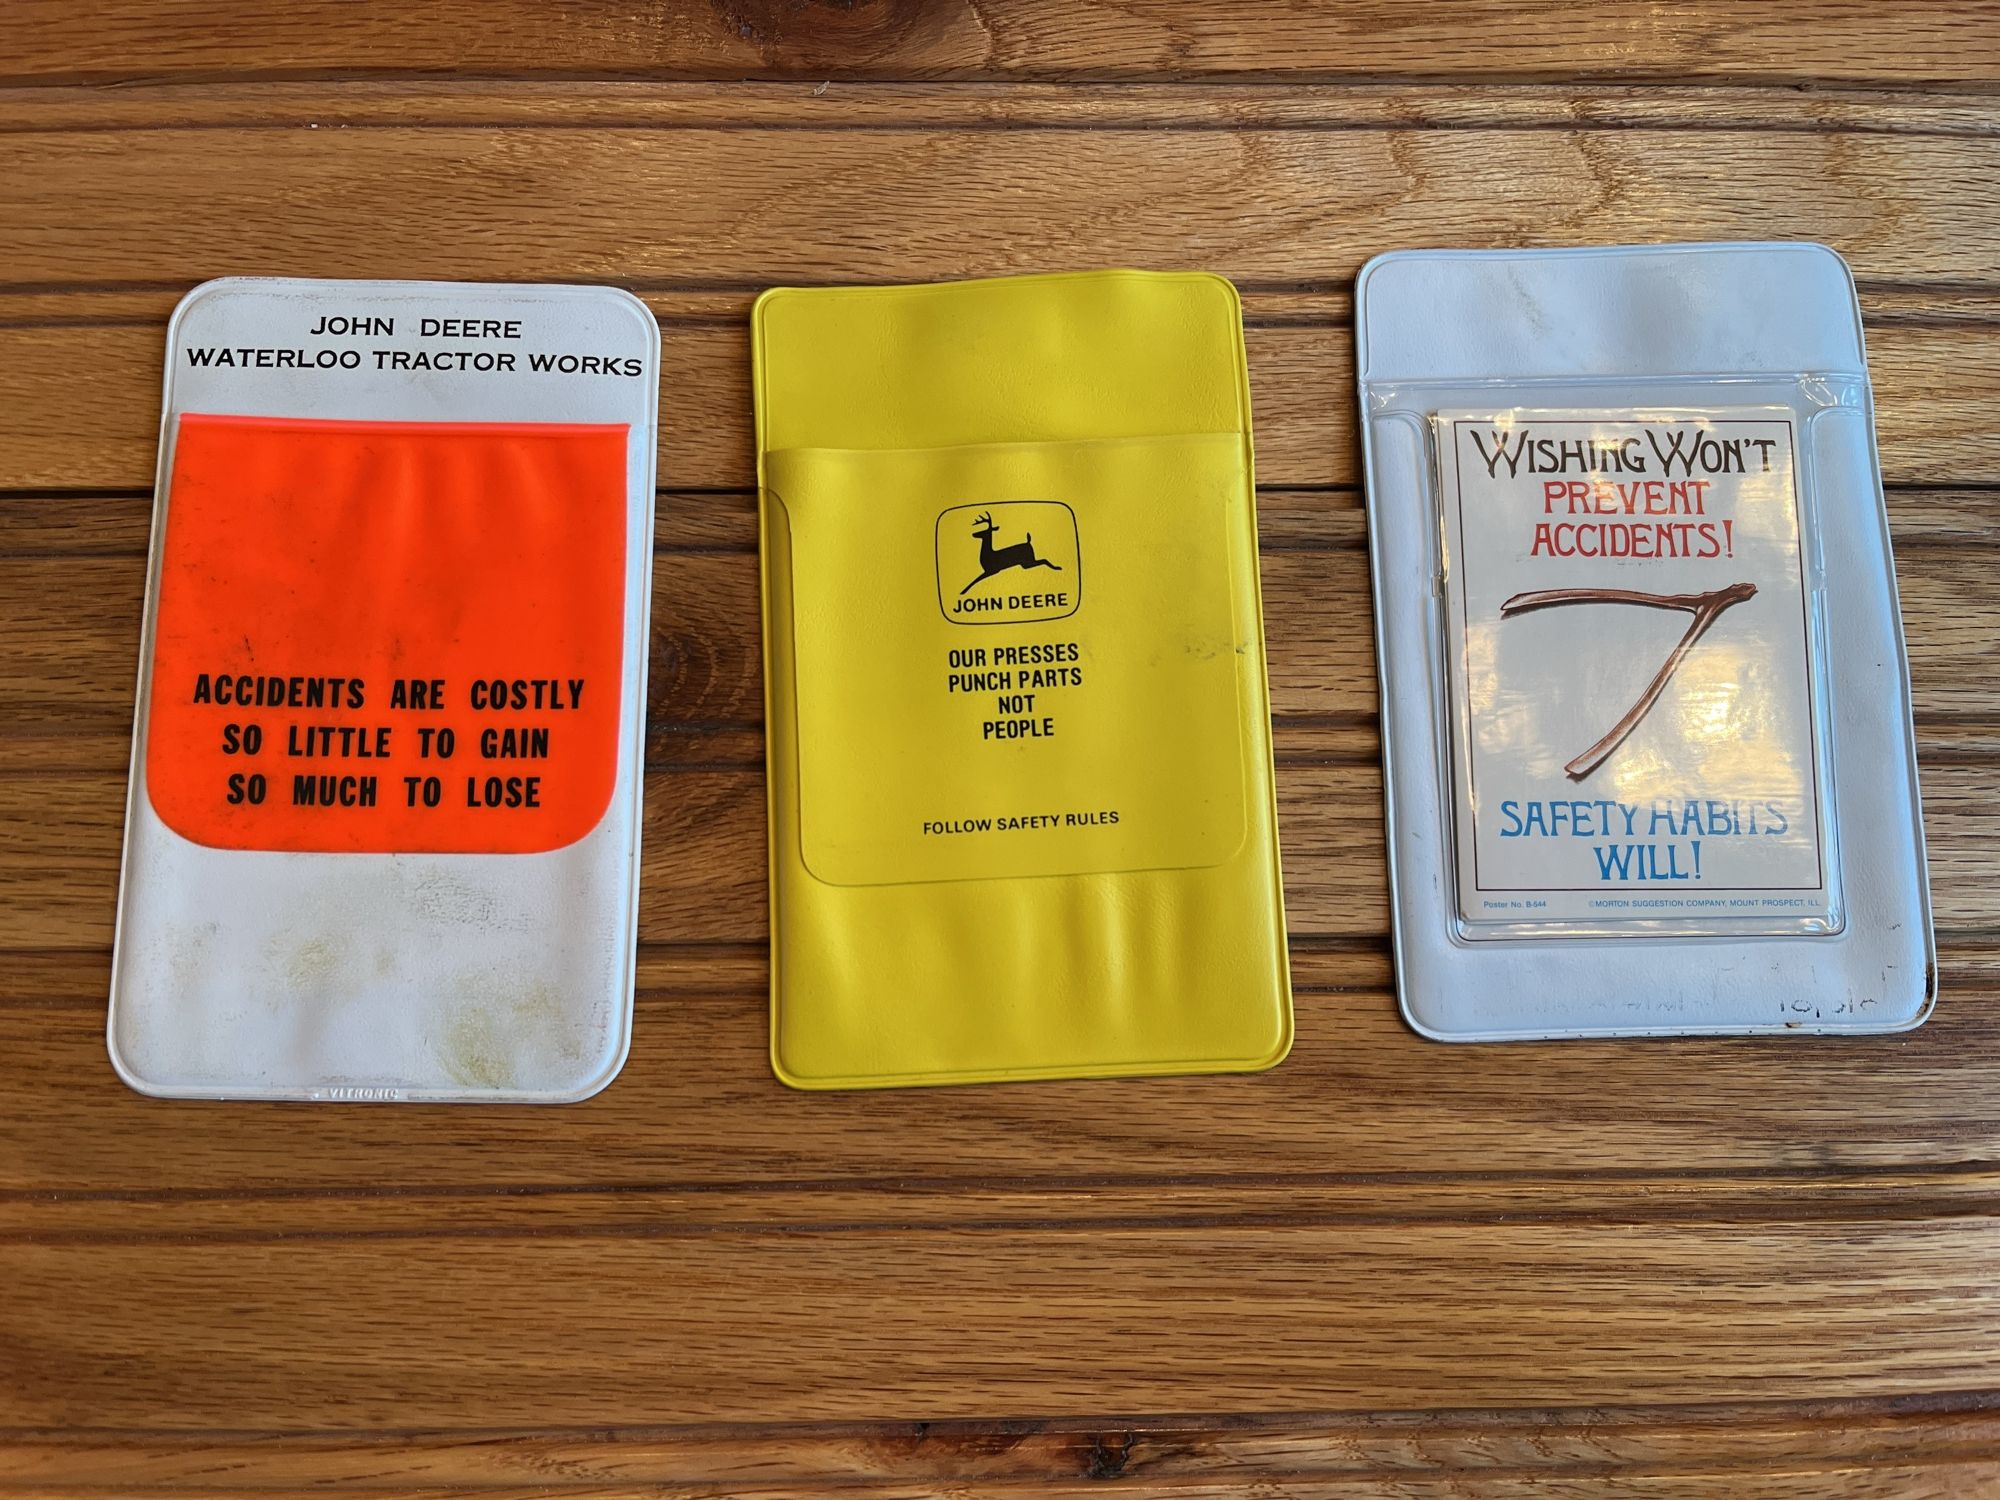 JOHN DEERE
WATERLOO TRACTOR WORKS
ACCIDENTS ARE COSTLY
SO LITTLE TO GAIN
SO MUCH TO LOSE
VITRONIC
JOHN DEERE
OUR PRESSES
PUNCH PARTS
NOT
PEOPLE
FOLLOW SAFETY RULES
WISHING WON'T
PREVENT
ACCIDENTS!
SAFETY HABITS
WILL!
Poster No. B-544 ©MORTON SUGGESTION COMPANY, MOUNT PROSPECT, ILL.